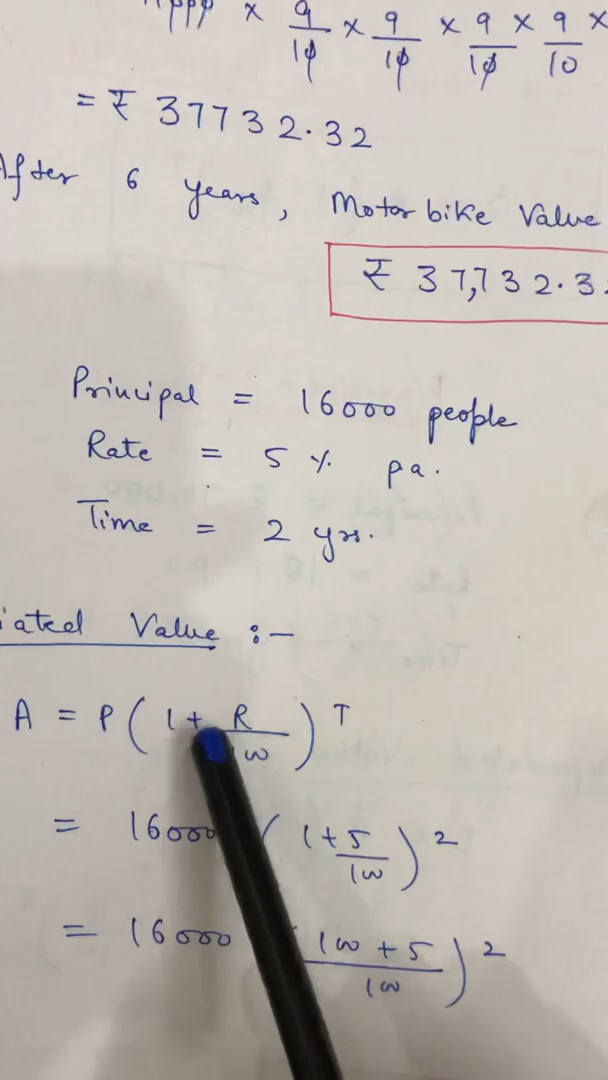 × 9/10 × 9/10 × 9/10 × 9/10 ×
= ₹ 37732.32
After 6 years, Motorbike Value
₹ 37,732.3
Principal = 16000 people
Rate = 5 % pa.
Time = 2 yrs.
iated Value :-
A = P ( 1 + R/100 ) T
= 16000 ( 1 + 5/100 ) 2
= 16000 100 + 5/100 ) 2